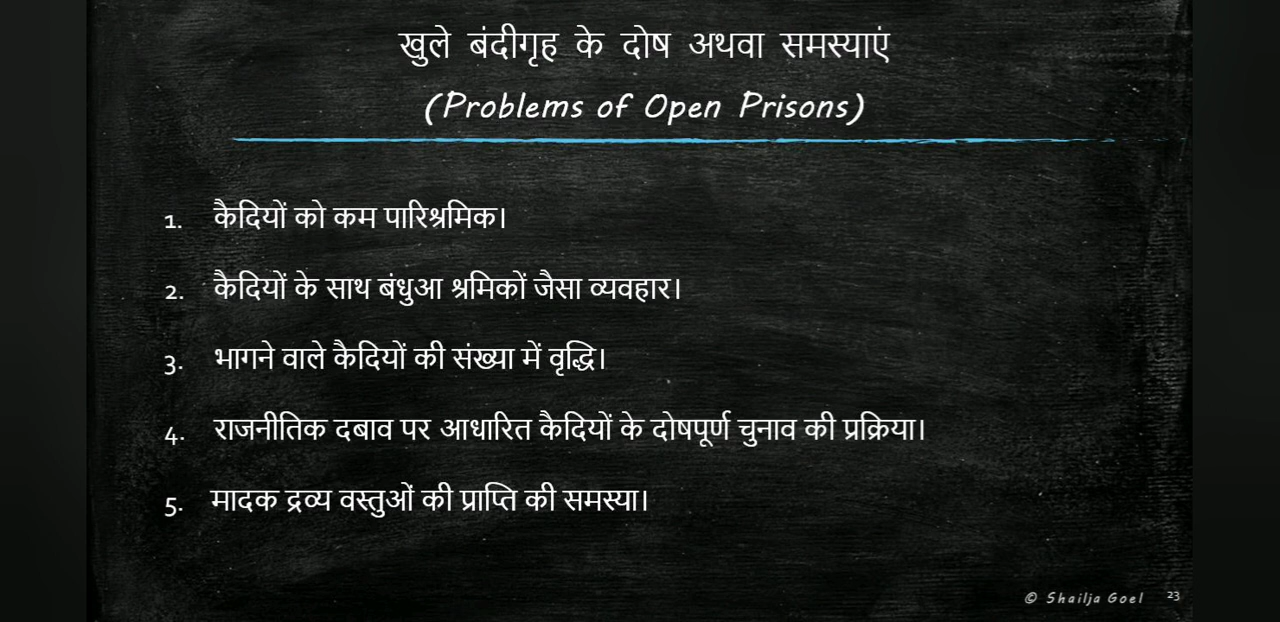 खुले बंदीगृह के दोष अथवा समस्याएं
(Problems of Open Prisons)
1. कैदियों को कम पारिश्रमिक।
2. कैदियों के साथ बंधुआ श्रमिकों जैसा व्यवहार।
3. भागने वाले कैदियों की संख्या में वृद्धि।
4. राजनीतिक दबाव पर आधारित कैदियों के दोषपूर्ण चुनाव की प्रक्रिया।
5. मादक द्रव्य वस्तुओं की प्राप्ति की समस्या।
© Shailja Goel 23